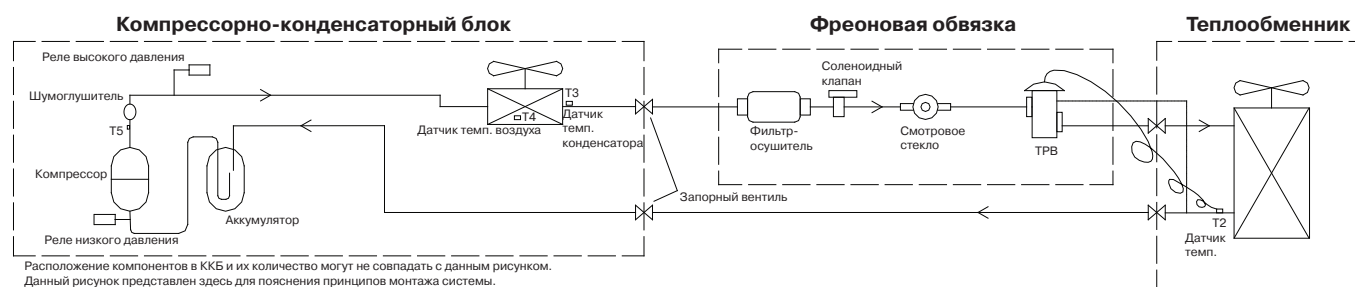 Компрессорно-конденсаторный блок
Фреоновая обвязка
Теплообменник
Реле высокого давления
Шумоглушитель
T5
Компрессор
Реле низкого давления
Аккумулятор
T3
T4
Датчик темп. воздуха
Датчик
темп.
конденсатора
Запорный вентиль
Фильтр-
осушитель
Соленоидный
клапан
Смотровое
стекло
ТРВ
T2
Датчик
темп.
Расположение компонентов в ККБ и их количество могут не совпадать с данным рисунком.
Данный рисунок представлен здесь для пояснения принципов монтажа системы.